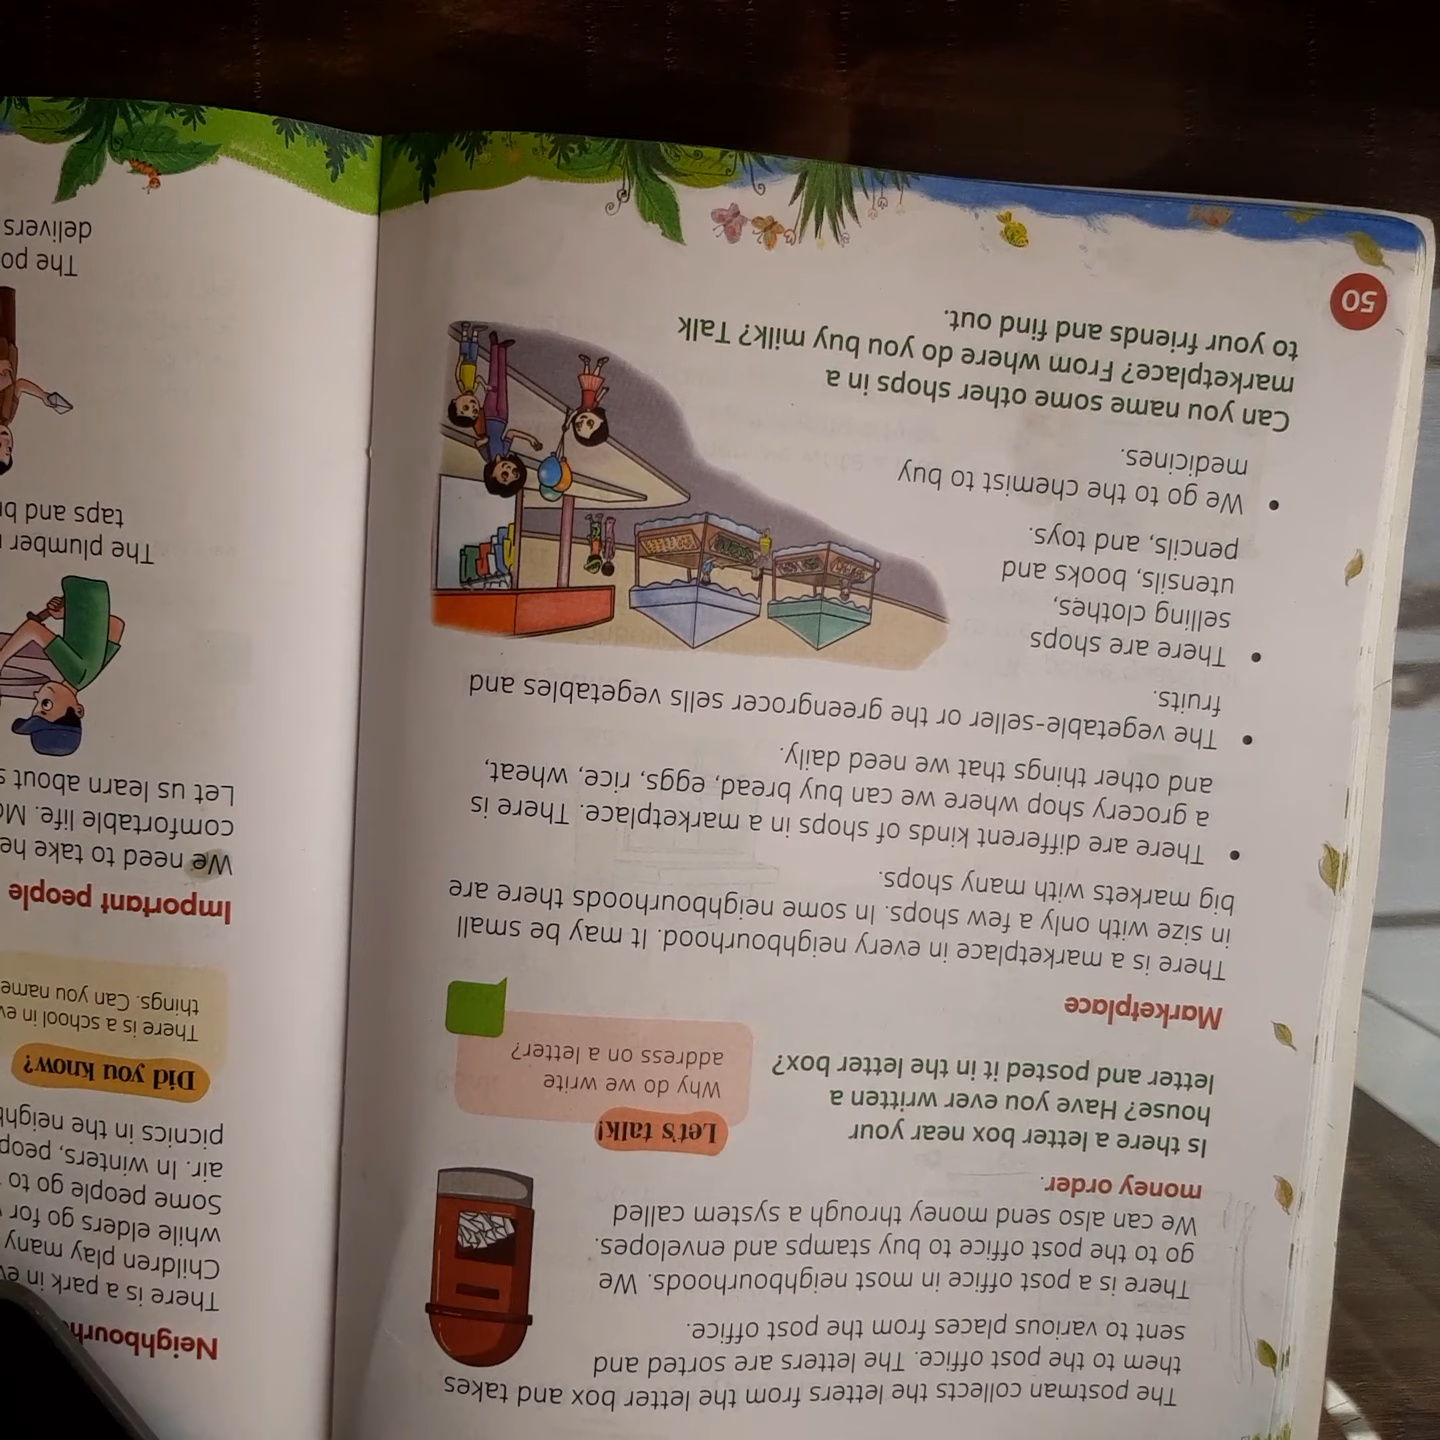 The postman collects the letters from the letter box and takes
them to the post office. The letters are sorted and
sent to various places from the post office.
There is a post office in most neighbourhoods. We
go to the post office to buy stamps and envelopes.
We can also send money through a system called
money order.
Is there a letter box near your
house? Have you ever written a
letter and posted it in the letter box?
Let's talk!
Why do we write
address on a letter?
Marketplace
There is a marketplace in every neighbourhood. It may be small
in size with only a few shops. In some neighbourhoods there are
big markets with many shops.
• There are different kinds of shops in a marketplace. There is
a grocery shop where we can buy bread, eggs, rice, wheat,
and other things that we need daily.
• The vegetable-seller or the greengrocer sells vegetables and
fruits.
• There are shops
selling clothes,
utensils, books and
pencils, and toys.
• We go to the chemist to buy
medicines.
Can you name some other shops in a
marketplace? From where do you buy milk? Talk
to your friends and find out.
50
There is a park in
Children play many
while elders go for
Some people go to
air. In winters,
picnics in the
Did you know?
There is a school in
things. Can you name
Important people
We need to take
comfortable life.
Let us learn about
The plumber
taps and
The
delivers